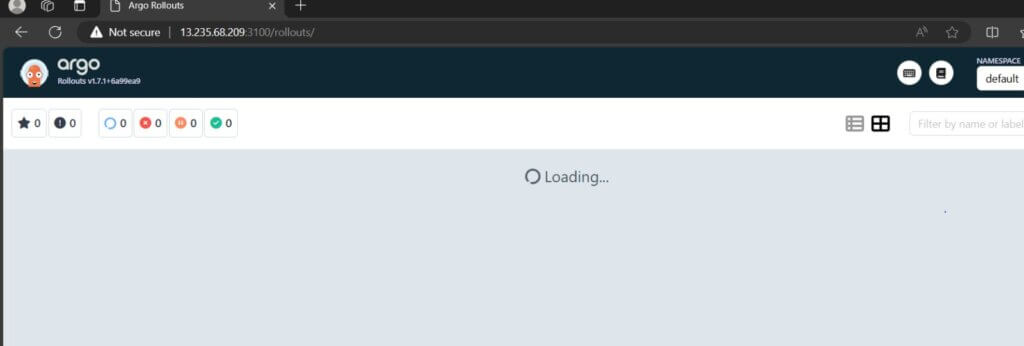 Argo Rollouts
Not secure 13.235.68.209:3100/rollouts/
argo
Rollouts v1.7.1+6a99ea9
NAMESPACE
default
0 0 0 0 0 0
Filter by name or label
Loading...